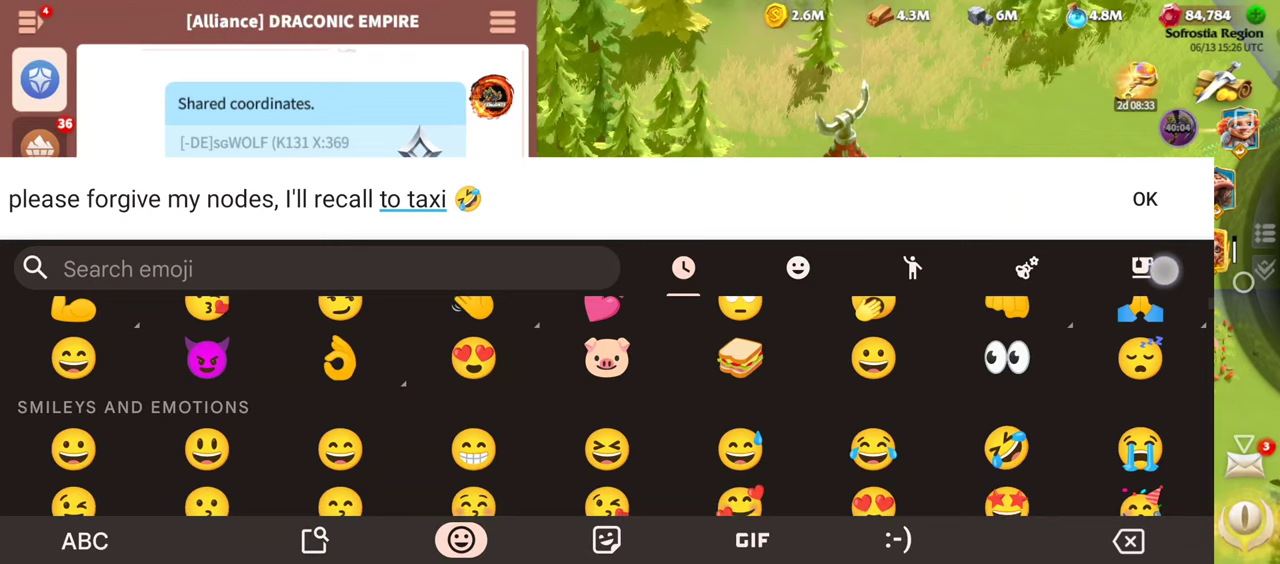 4
[Alliance] DRACONIC EMPIRE
2.6M
4.3M
6M
4.8M
84,784
Sofrostia Region
06/13 15:26 UTC
Shared coordinates.
[-DE]sɢWOLF (K131 X:369
36
2d 08:33
40:04
please forgive my nodes, I'll recall to taxi 🤣
OK
Search emoji
SMILEYS AND EMOTIONS
3
ABC
GIF
:-)